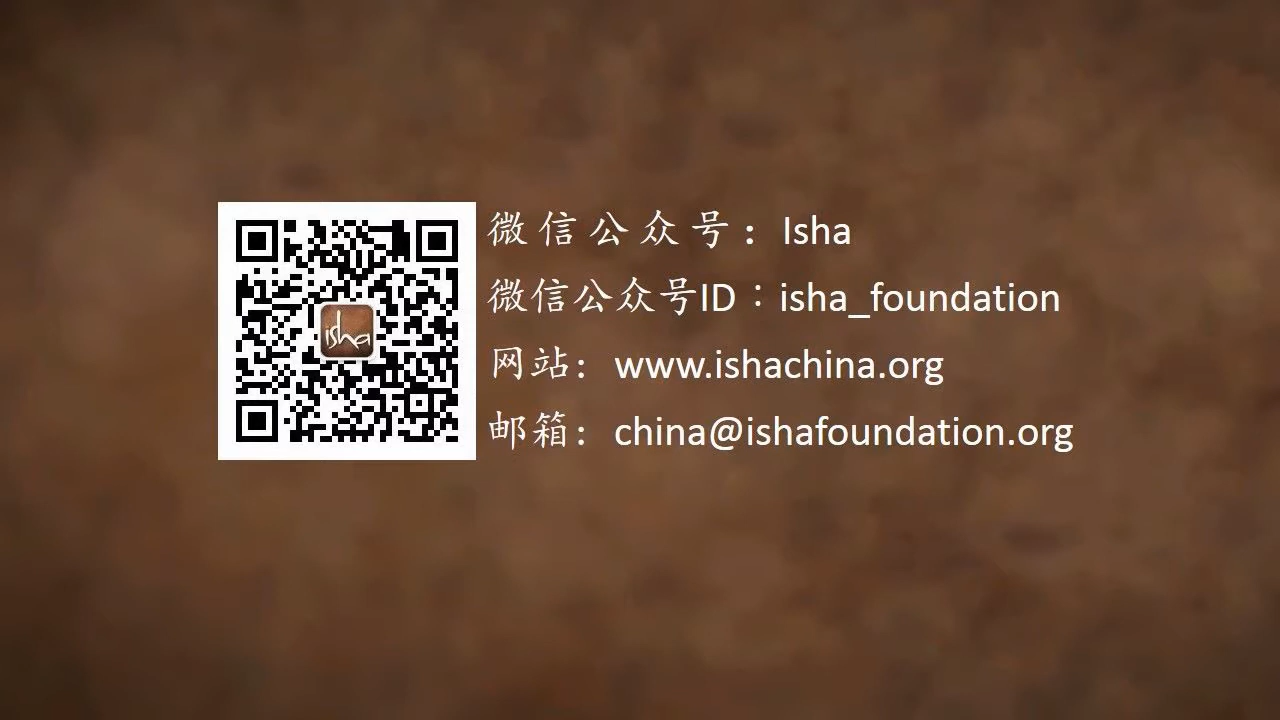 微信公众号：Isha
微信公众号ID：isha_foundation
isha
网站：www.ishachina.org
邮箱：china@ishafoundation.org